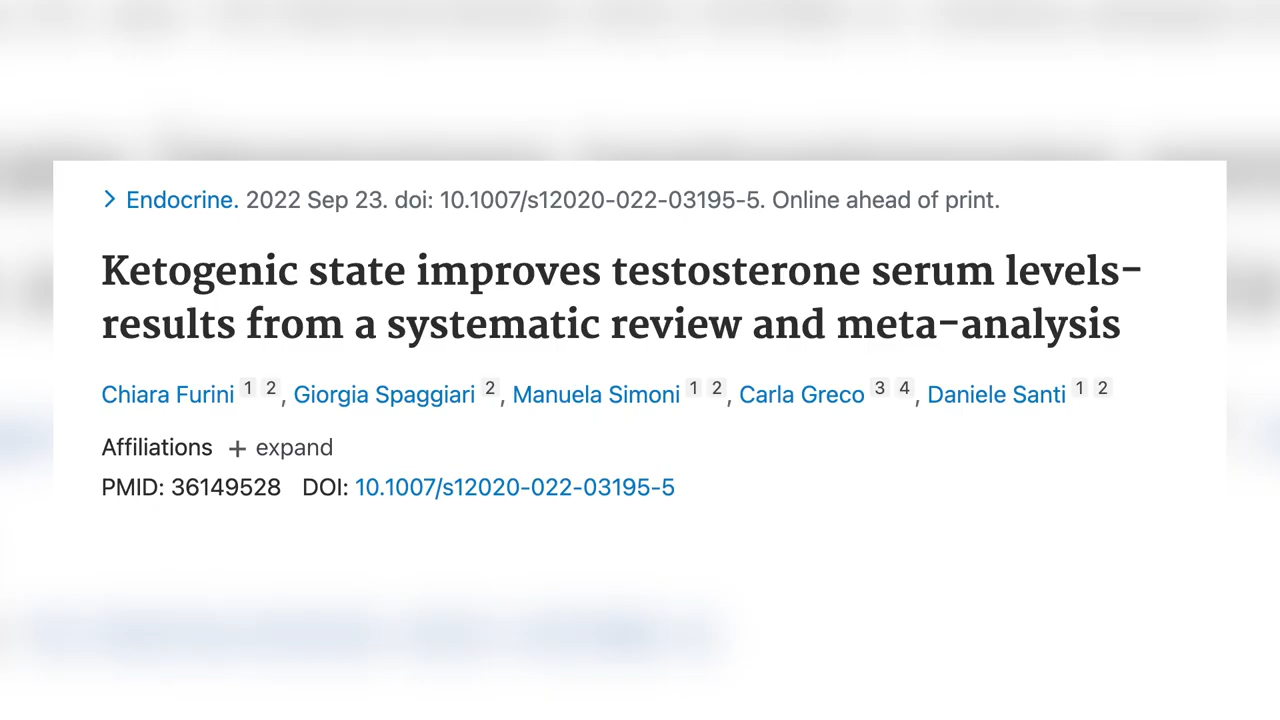 > Endocrine. 2022 Sep 23. doi: 10.1007/s12020-022-03195-5. Online ahead of print.
Ketogenic state improves testosterone serum levels-
results from a systematic review and meta-analysis
Chiara Furini 1 2, Giorgia Spaggiari 2, Manuela Simoni 1 2, Carla Greco 3 4, Daniele Santi 1 2
Affiliations + expand
PMID: 36149528 DOI: 10.1007/s12020-022-03195-5